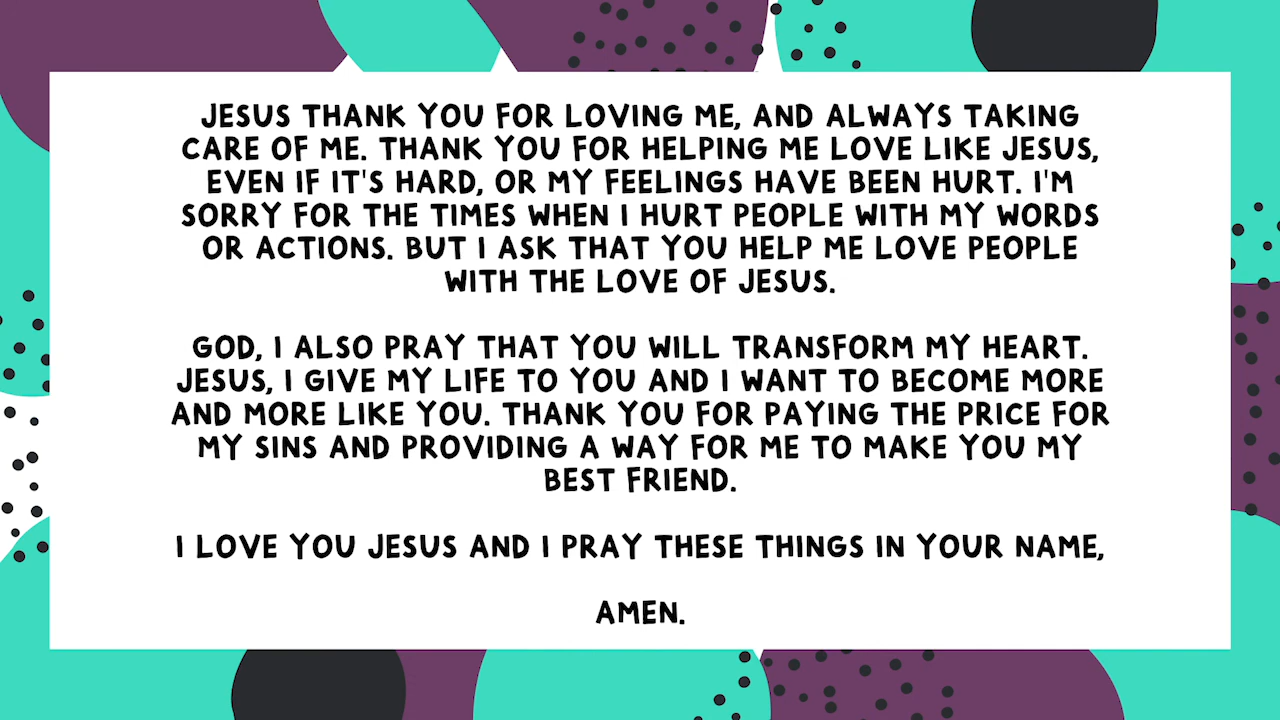 JESUS THANK YOU FOR LOVING ME, AND ALWAYS TAKING
CARE OF ME. THANK YOU FOR HELPING ME LOVE LIKE JESUS,
EVEN IF IT'S HARD, OR MY FEELINGS HAVE BEEN HURT. I'M
SORRY FOR THE TIMES WHEN I HURT PEOPLE WITH MY WORDS
OR ACTIONS. BUT I ASK THAT YOU HELP ME LOVE PEOPLE
WITH THE LOVE OF JESUS.
GOD, I ALSO PRAY THAT YOU WILL TRANSFORM MY HEART.
JESUS, I GIVE MY LIFE TO YOU AND I WANT TO BECOME MORE
AND MORE LIKE YOU. THANK YOU FOR PAYING THE PRICE FOR
MY SINS AND PROVIDING A WAY FOR ME TO MAKE YOU MY
BEST FRIEND.
I LOVE YOU JESUS AND I PRAY THESE THINGS IN YOUR NAME,
AMEN.